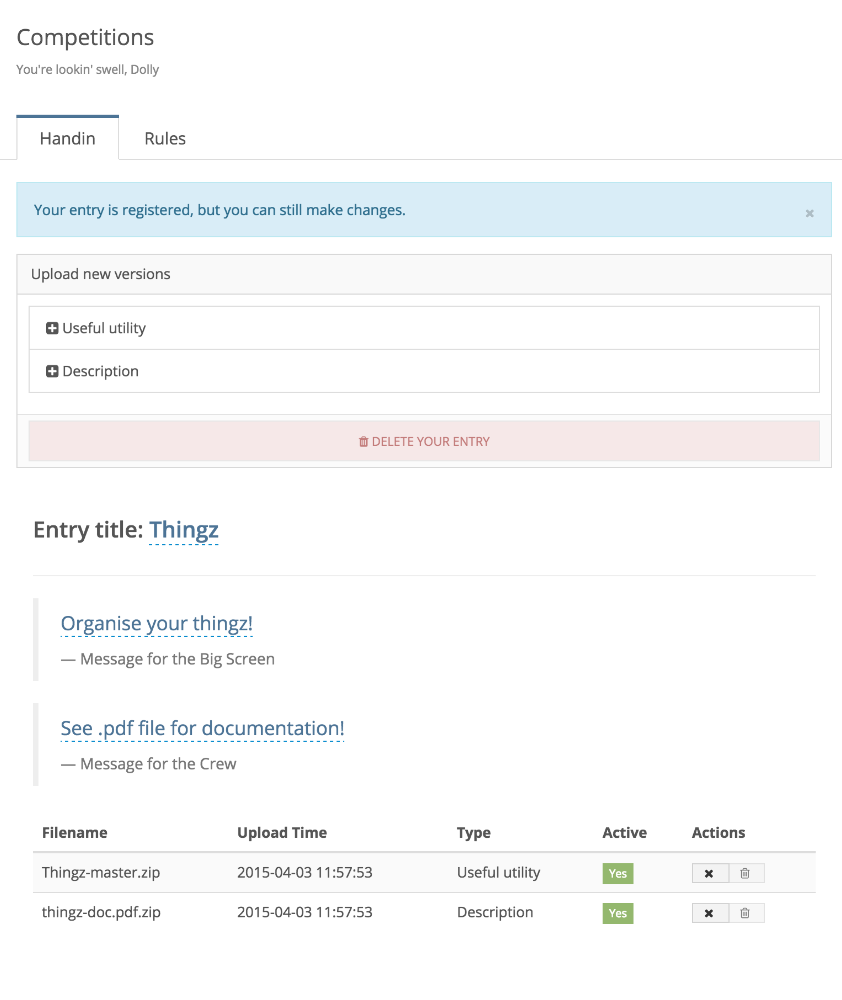 Competitions
You're lookin' swell, Dolly
Handin Rules
Your entry is registered, but you can still make changes.
Upload new versions
Useful utility
Description
DELETE YOUR ENTRY
Entry title: Thingz
Organise your thingz!
— Message for the Big Screen
See .pdf file for documentation!
— Message for the Crew
Filename Upload Time Type Active Actions
Thingz-master.zip 2015-04-03 11:57:53 Useful utility Yes
thingz-doc.pdf.zip 2015-04-03 11:57:53 Description Yes